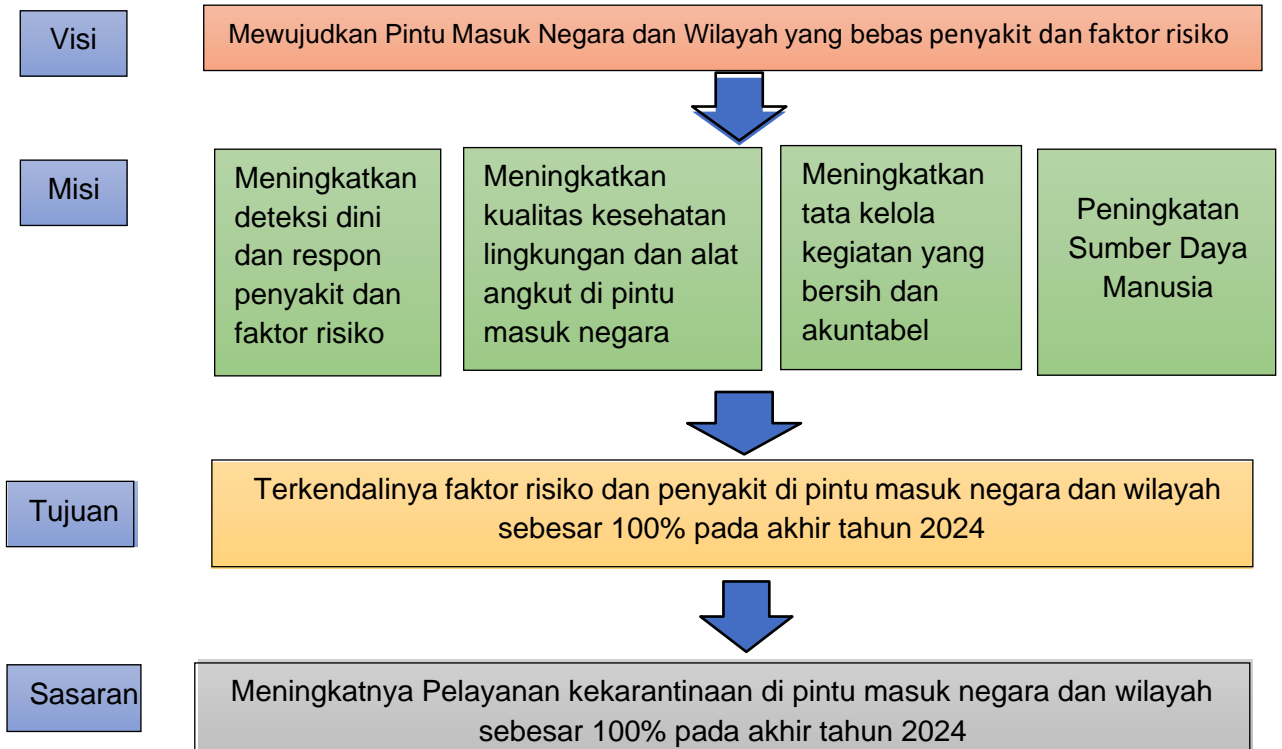 Visi
Mewujudkan Pintu Masuk Negara dan Wilayah yang bebas penyakit dan faktor risiko
Misi
Meningkatkan
deteksi dini
dan respon
penyakit dan
faktor risiko
Meningkatkan
kualitas kesehatan
lingkungan dan alat
angkut di pintu
masuk negara
Meningkatkan
tata kelola
kegiatan yang
bersih dan
akuntabel
Peningkatan
Sumber Daya
Manusia
Tujuan
Terkendalinya faktor risiko dan penyakit di pintu masuk negara dan wilayah
sebesar 100% pada akhir tahun 2024
Sasaran
Meningkatnya Pelayanan kekarantinaan di pintu masuk negara dan wilayah
sebesar 100% pada akhir tahun 2024